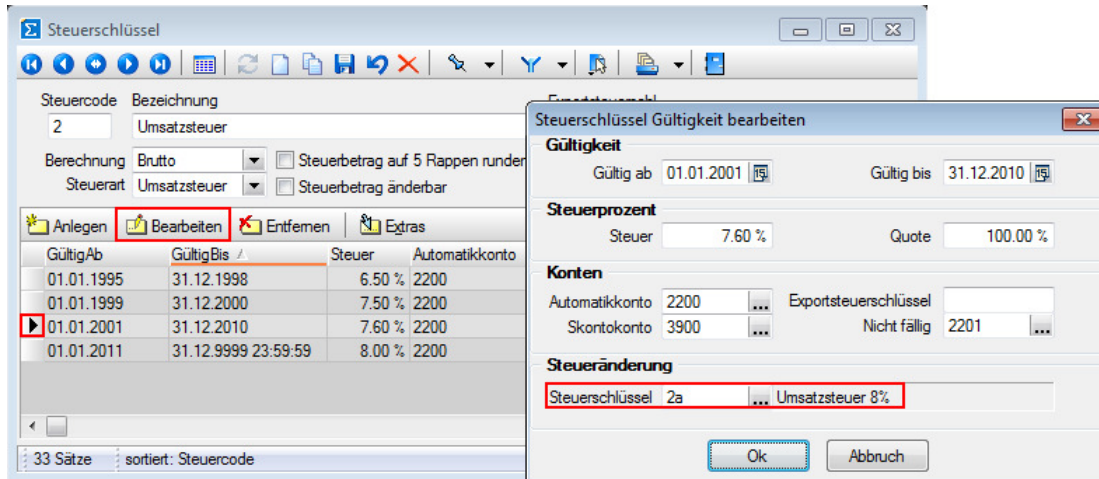 Steuerschlüssel
Steuercode Bezeichnung
2 Umsatzsteuer
Berechnung Brutto Steuerbetrag auf 5 Rappen runden
Steuerart Umsatzsteuer Steuerbetrag änderbar
Anlegen Bearbeiten Entfernen Extras
GültigAb GültigBis Steuer Automatikkonto
01.01.1995 31.12.1998 6.50 % 2200
01.01.1999 31.12.2000 7.50 % 2200
01.01.2001 31.12.2010 7.60 % 2200
01.01.2011 31.12.9999 23:59:59 8.00 % 2200
33 Sätze sortiert: Steuercode
Steuerschlüssel Gültigkeit bearbeiten
Gültigkeit
Gültig ab 01.01.2001 15 Gültig bis 31.12.2010 15
Steuerprozent
Steuer 7.60 % Quote 100.00 %
Konten
Automatikkonto 2200 ... Exportsteuerschlüssel
Skontokonto 3900 ... Nicht fällig 2201 ...
Steueränderung
Steuerschlüssel 2a ... Umsatzsteuer 8%
Ok Abbruch